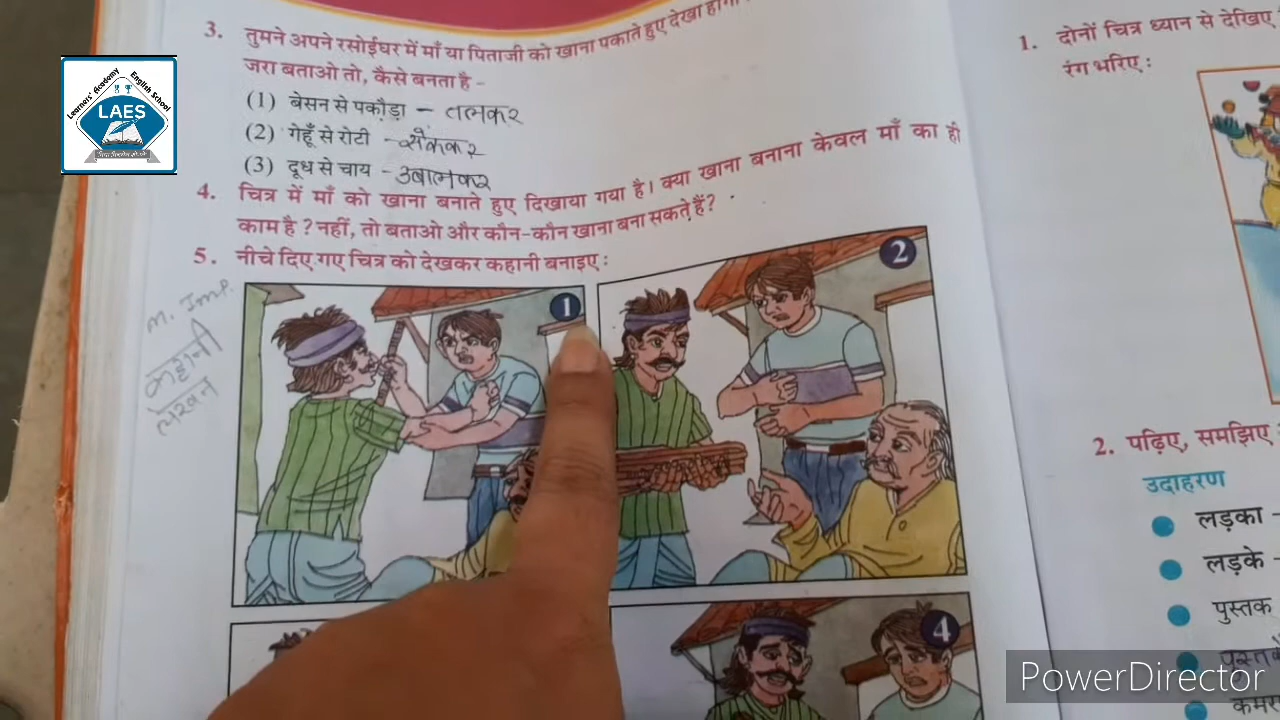 Learners' Academy English School
LAES
3. तुमने अपने रसोईघर में माँ या पिताजी को खाना पकाते हुए देखा होगा
जरा बताओ तो, कैसे बनता है -
(1) बेसन से पकौड़ा - तलकर
(2) गेहूँ से रोटी - सेंककर
(3) दूध से चाय - उबालकर
4. चित्र में माँ को खाना बनाते हुए दिखाया गया है। क्या खाना बनाना केवल माँ का ही
काम है ? नहीं, तो बताओ और कौन-कौन खाना बना सकते हैं?
5. नीचे दिए गए चित्र को देखकर कहानी बनाइए :
M. Imp.
कहानी
लेखन
1
2
4
1. दोनों चित्र ध्यान से देखिए
रंग भरिए :
2. पढ़िए, समझिए
उदाहरण
लड़का -
लड़के -
पुस्तक
कमर
PowerDirector